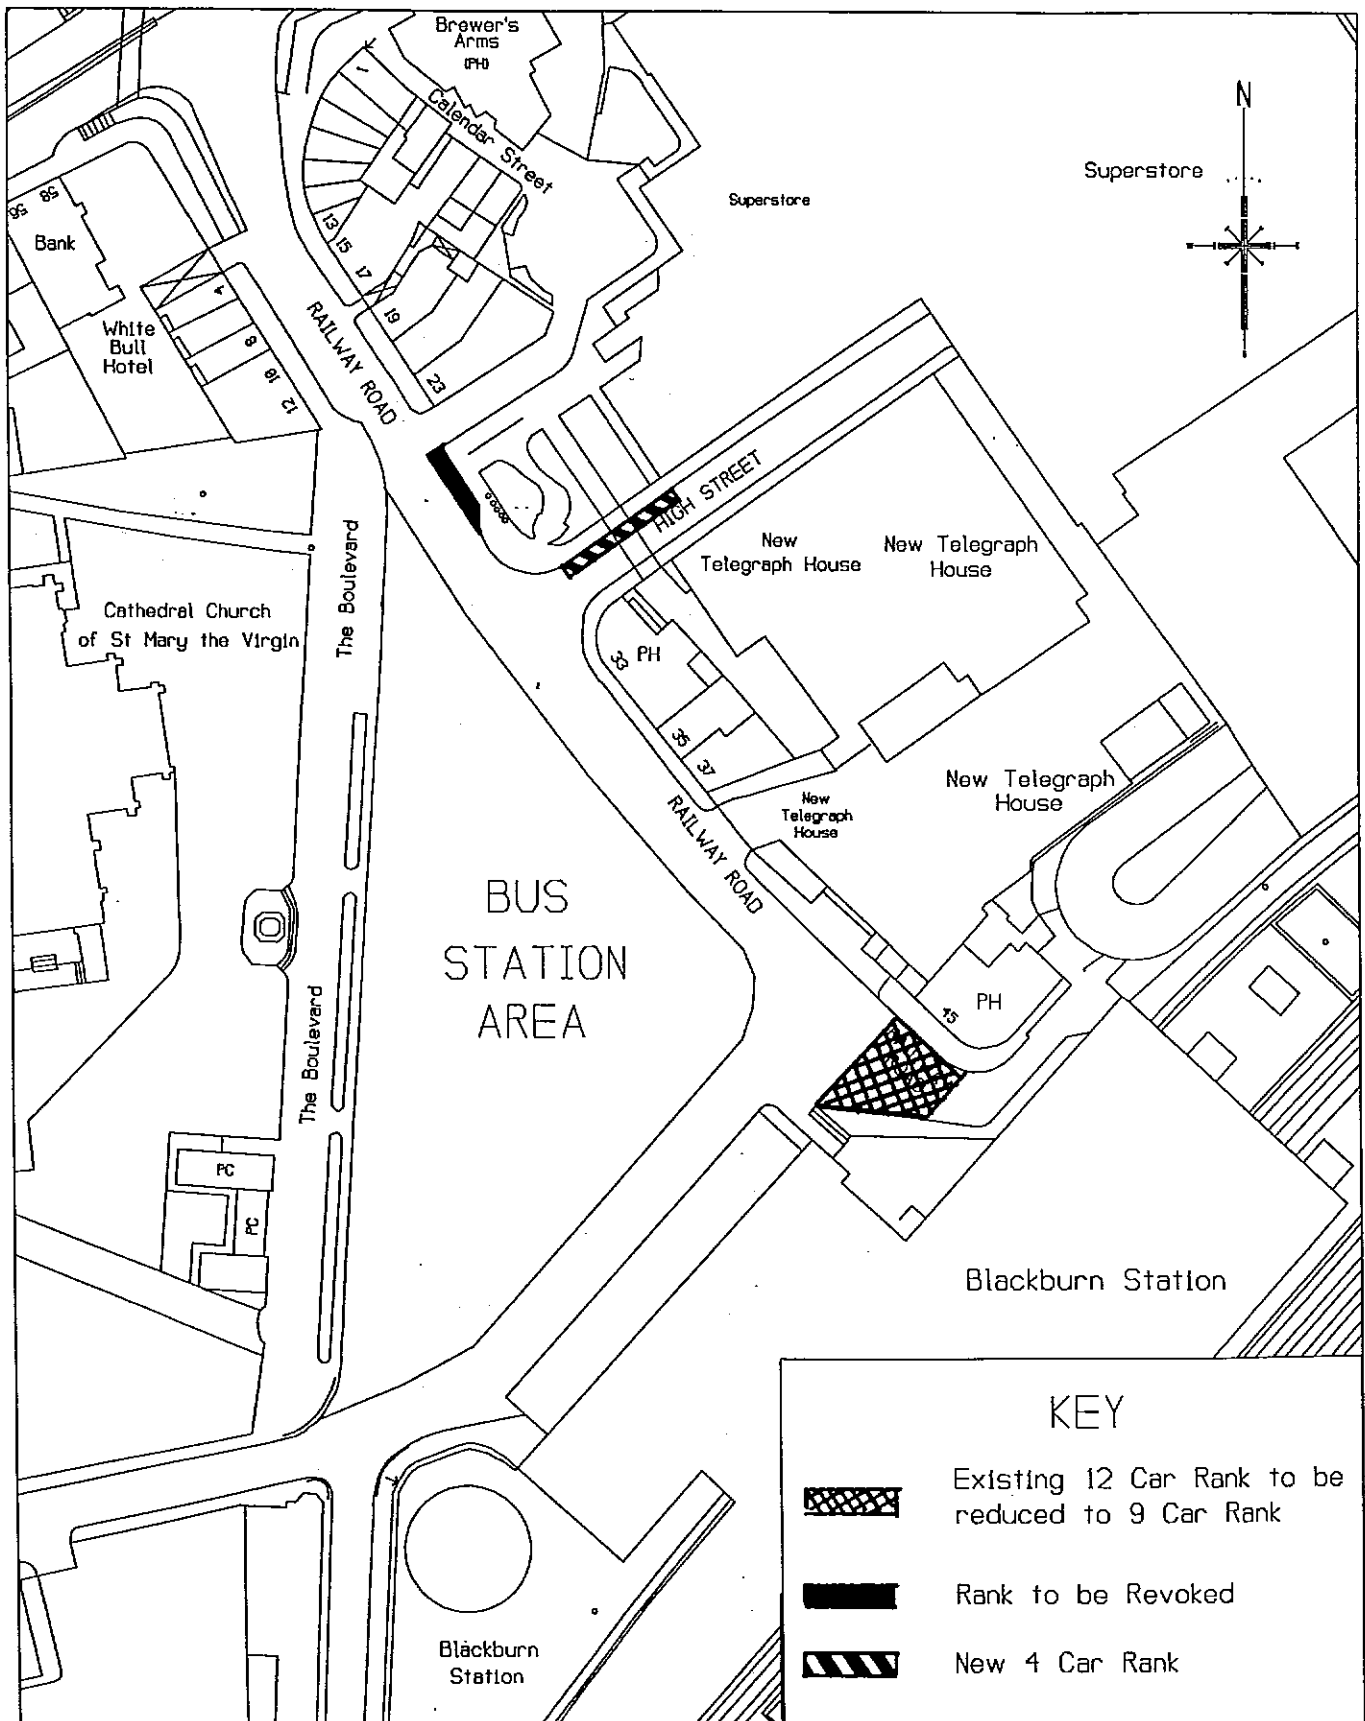 Brewer's
Arms
(PH)
1
Calendar Street
N
Superstore
Superstore
58
56
Bank
13
15
17
19
23
4
8
10
12
White
Bull
Hotel
RAILWAY ROAD
HIGH STREET
New
Telegraph House
New Telegraph
House
The Boulevard
Cathedral Church
of St Mary the Virgin
33
PH
35
37
New Telegraph
House
New
Telegraph
House
RAILWAY ROAD
BUS
STATION
AREA
The Boulevard
45
PH
PC
PC
Blackburn Station
KEY
Existing 12 Car Rank to be
reduced to 9 Car Rank
Rank to be Revoked
New 4 Car Rank
Blackburn
Station